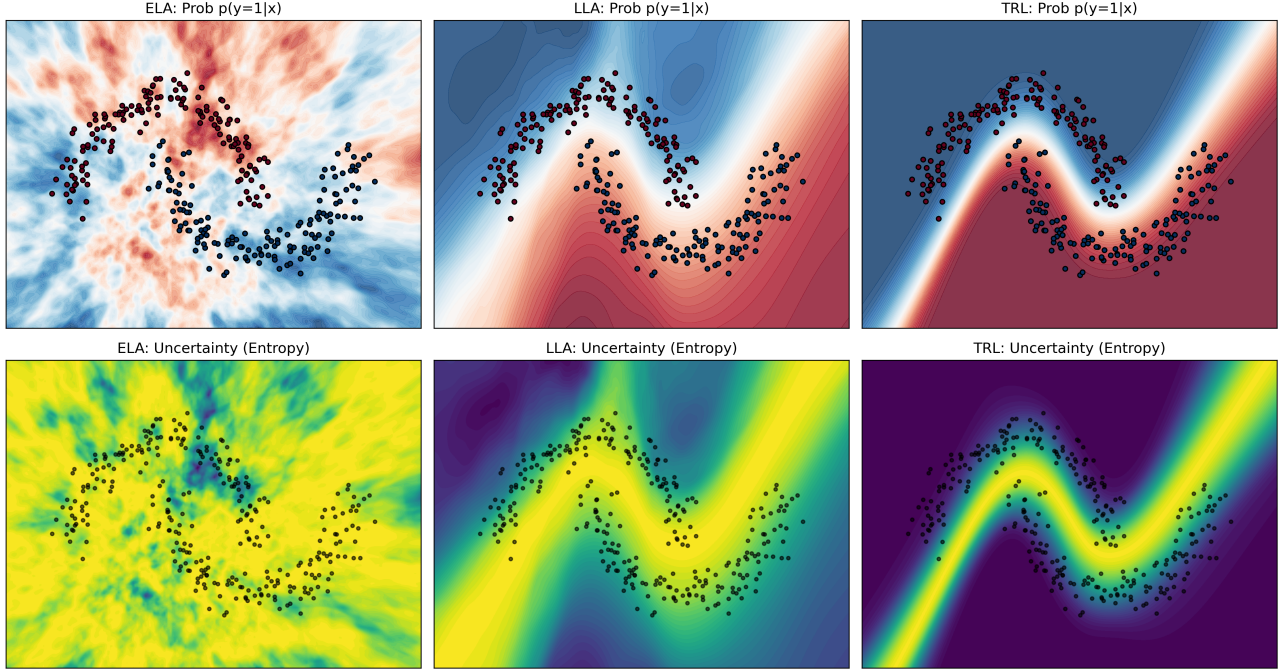 ELA: Prob p(y=1|x)
LLA: Prob p(y=1|x)
TRL: Prob p(y=1|x)
ELA: Uncertainty (Entropy)
LLA: Uncertainty (Entropy)
TRL: Uncertainty (Entropy)